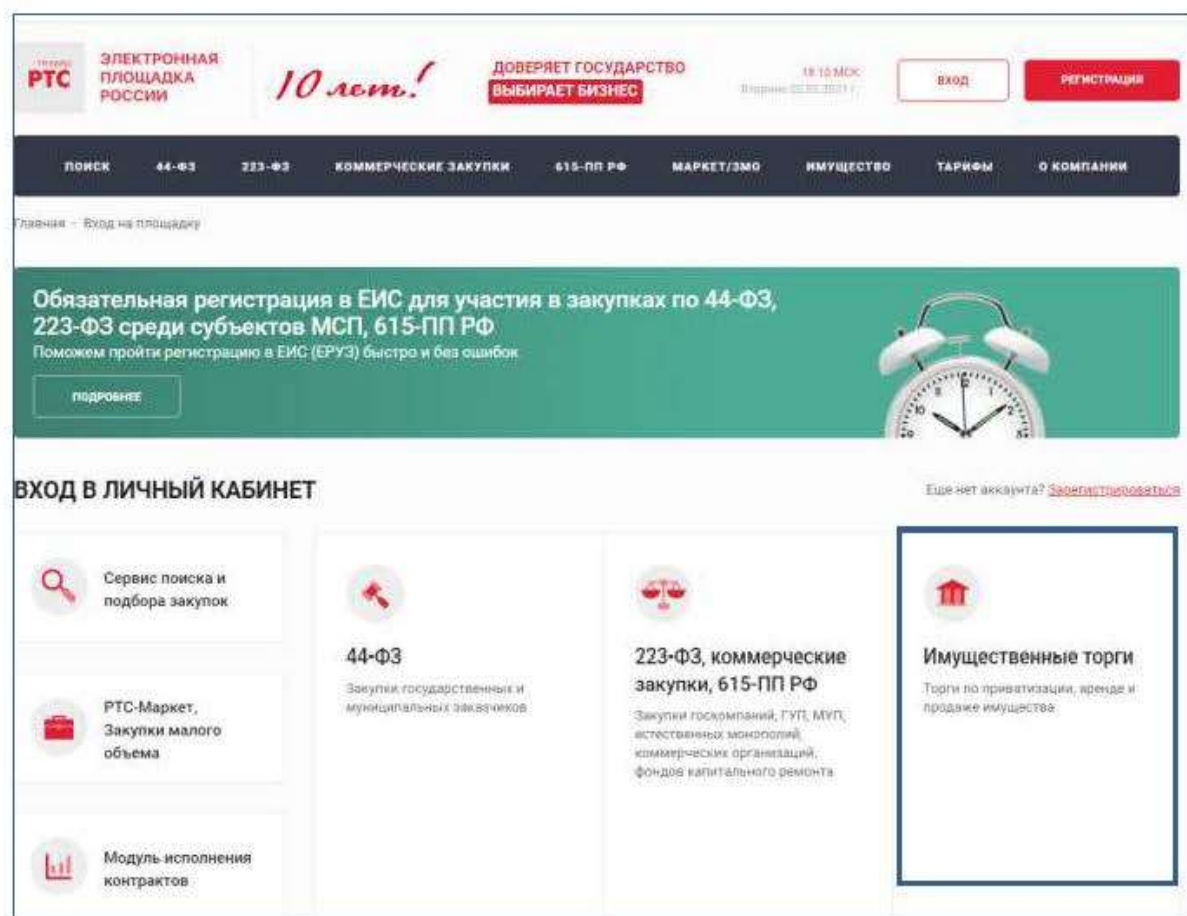 РТС
ЭЛЕКТРОННАЯ
ПЛОЩАДКА
РОССИИ
10 лет!
ДОВЕРЯЕТ ГОСУДАРСТВО
ВЫБИРАЕТ БИЗНЕС
ВХОД
РЕГИСТРАЦИЯ
ПОИСК 44-ФЗ 223-ФЗ КОММЕРЧЕСКИЕ ЗАКУПКИ 615-ПП РФ МАРКЕТ/ЗМО ИМУЩЕСТВО ТАРИФЫ О КОМПАНИИ
Главная - Вход на площадку
Обязательная регистрация в ЕИС для участия в закупках по 44-ФЗ,
223-ФЗ среди субъектов МСП, 615-ПП РФ
Поможем пройти регистрацию в ЕИС (ЕРУЗ) быстро и без ошибок
ПОДРОБНЕЕ
ВХОД В ЛИЧНЫЙ КАБИНЕТ
Еще нет аккаунта? Зарегистрироваться
Сервис поиска и
подбора закупок
РТС-Маркет,
Закупки малого
объема
Модуль исполнения
контрактов
44-ФЗ
Закупки государственных и
муниципальных заказчиков
223-ФЗ, коммерческие
закупки, 615-ПП РФ
Закупки госкомпаний, ГУП, МУП,
естественных монополий,
коммерческих организаций,
фондов капитального ремонта
Имущественные торги
Торги по приватизации, аренде и
продаже имущества